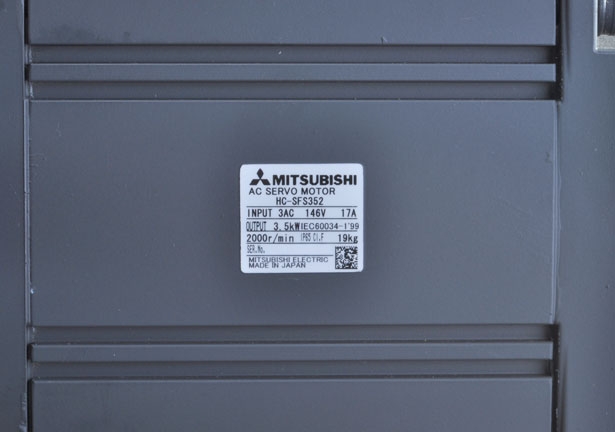 MITSUBISHI
AC SERVO MOTOR
HC-SFS352
INPUT 3AC 146V 17A
OUTPUT 3.5kW IEC60034-1'99
2000r/min IP65 Cl.F 19kg
SER.No.
MITSUBISHI ELECTRIC
MADE IN JAPAN